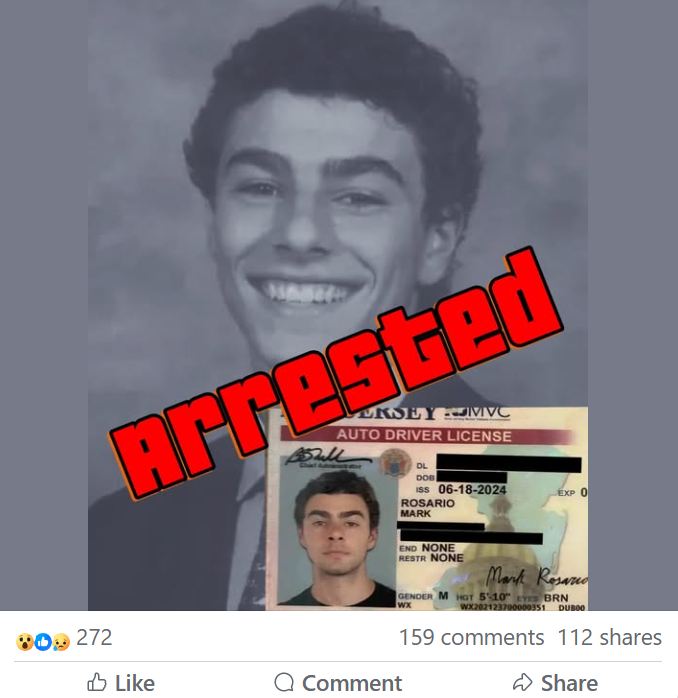 Arrested
JERSEY MVC
AUTO DRIVER LICENSE
Chief Administrator
DL
DOB
ISS 06-18-2024
EXP 0
ROSARIO
MARK
END NONE
RESTR NONE
Mark Rosario
GENDER M HGT 5'-10" EYES BRN
WX WX202123700000351 DU800
272
159 comments 112 shares
Like Comment Share